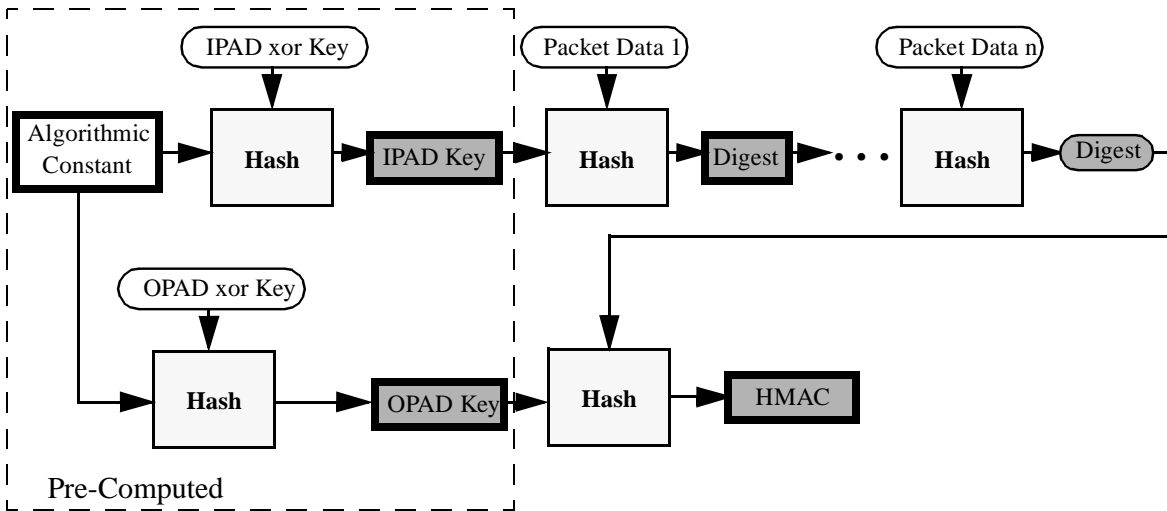 IPAD xor Key
Packet Data 1
Packet Data n
Algorithmic
Constant
Hash
IPAD Key
Hash
Digest
Hash
Digest
OPAD xor Key
Hash
OPAD Key
Hash
HMAC
Pre-Computed